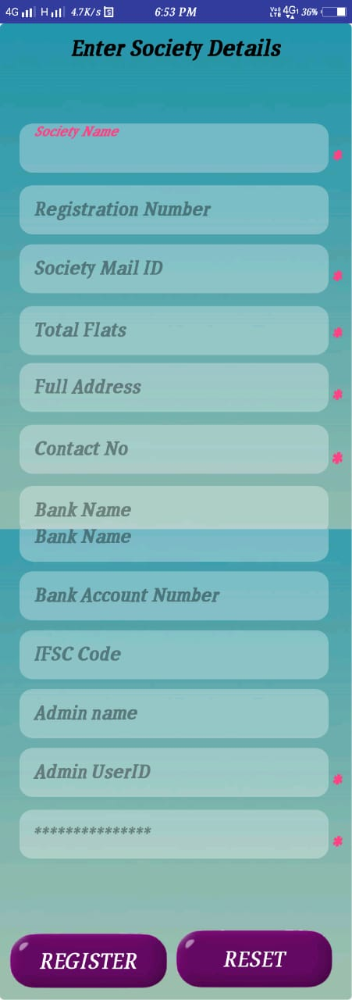 4G H 4.7K/s 6:53 PM VoI LTE 4G1 36%
Enter Society Details
Society Name
*
Registration Number
Society Mail ID
*
Total Flats
*
Full Address
*
Contact No
*
Bank Name
Bank Name
Bank Account Number
IFSC Code
Admin name
Admin UserID
*
***************
*
REGISTER RESET